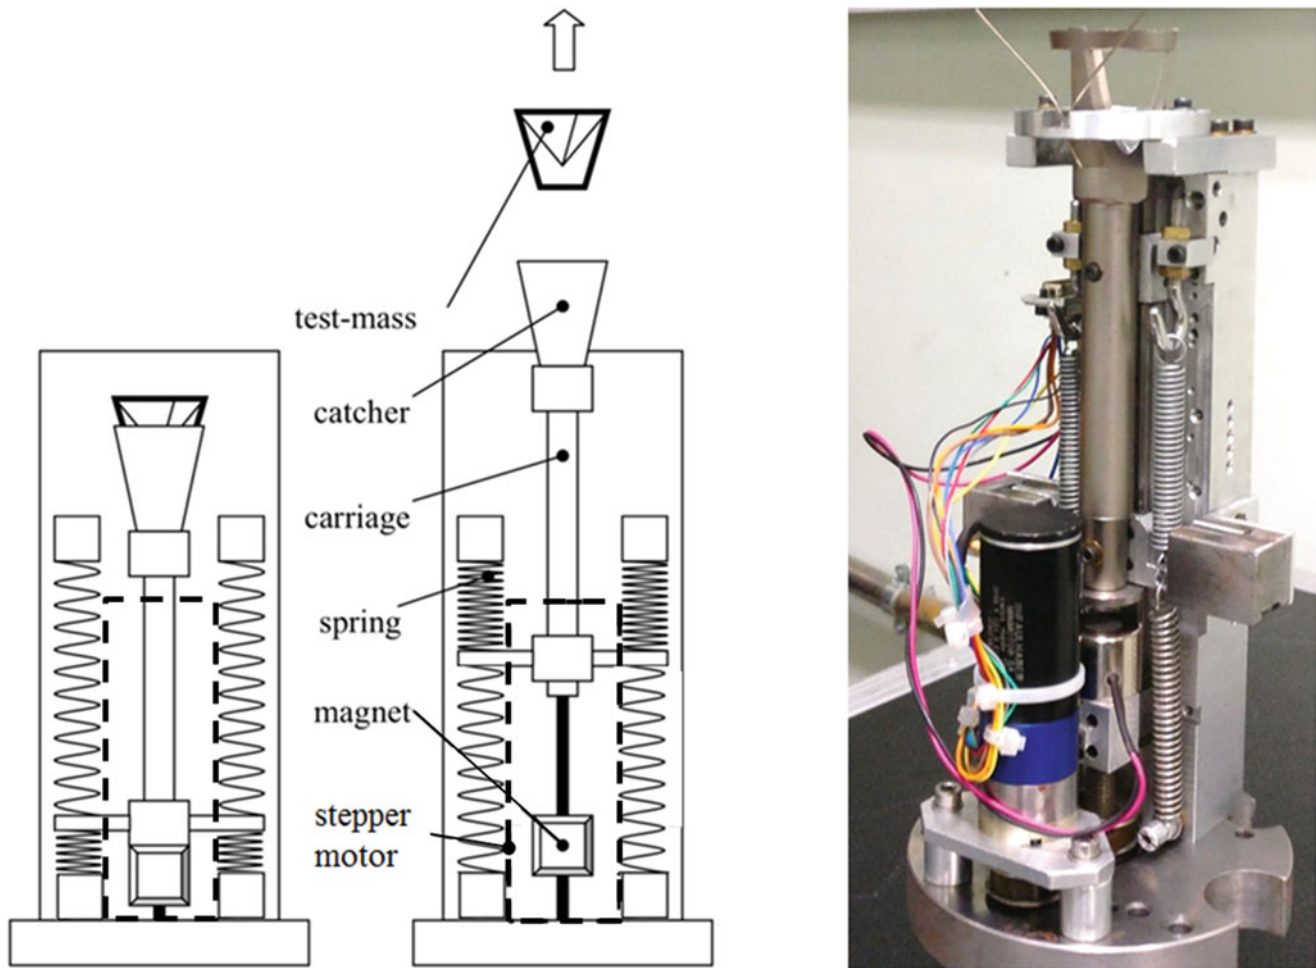 test-mass
catcher
carriage
spring
magnet
stepper
motor